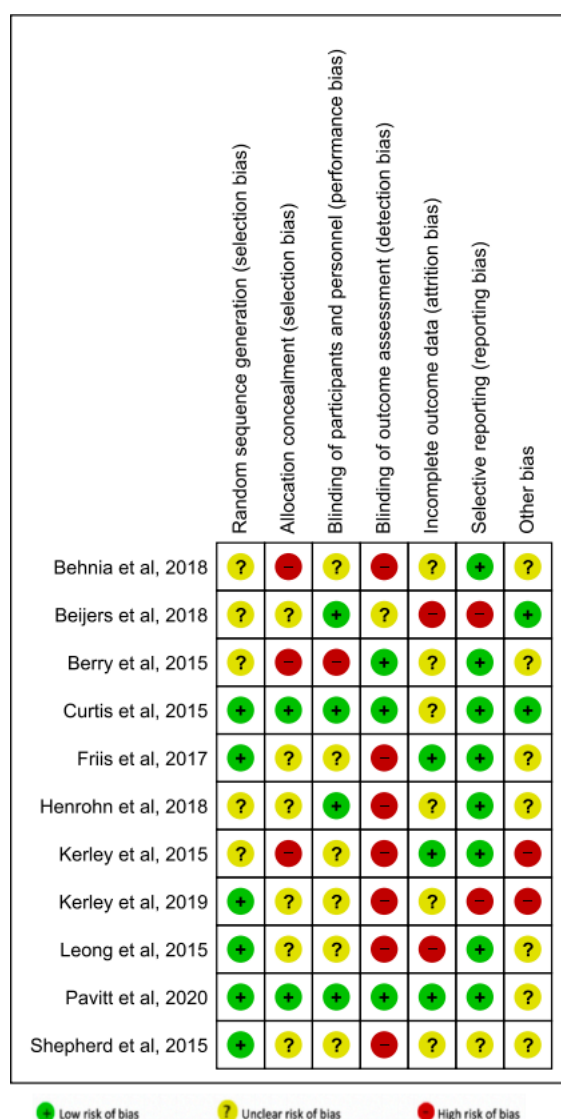 Random sequence generation (selection bias)
Allocation concealment (selection bias)
Blinding of participants and personnel (performance bias)
Blinding of outcome assessment (detection bias)
Incomplete outcome data (attrition bias)
Selective reporting (reporting bias)
Other bias
Behnia et al, 2018 ? - ? - ? + ?
Beijers et al, 2018 ? ? + ? - - +
Berry et al, 2015 ? - - + ? + ?
Curtis et al, 2015 + + + + ? + +
Friis et al, 2017 + ? ? - + + ?
Henrohn et al, 2018 ? ? + - ? + ?
Kerley et al, 2015 ? - ? - + + -
Kerley et al, 2019 + ? ? - ? - -
Leong et al, 2015 + ? ? - - + ?
Pavitt et al, 2020 + + + + + + ?
Shepherd et al, 2015 + ? ? - ? ? ?
+ Low risk of bias ? Unclear risk of bias - High risk of bias